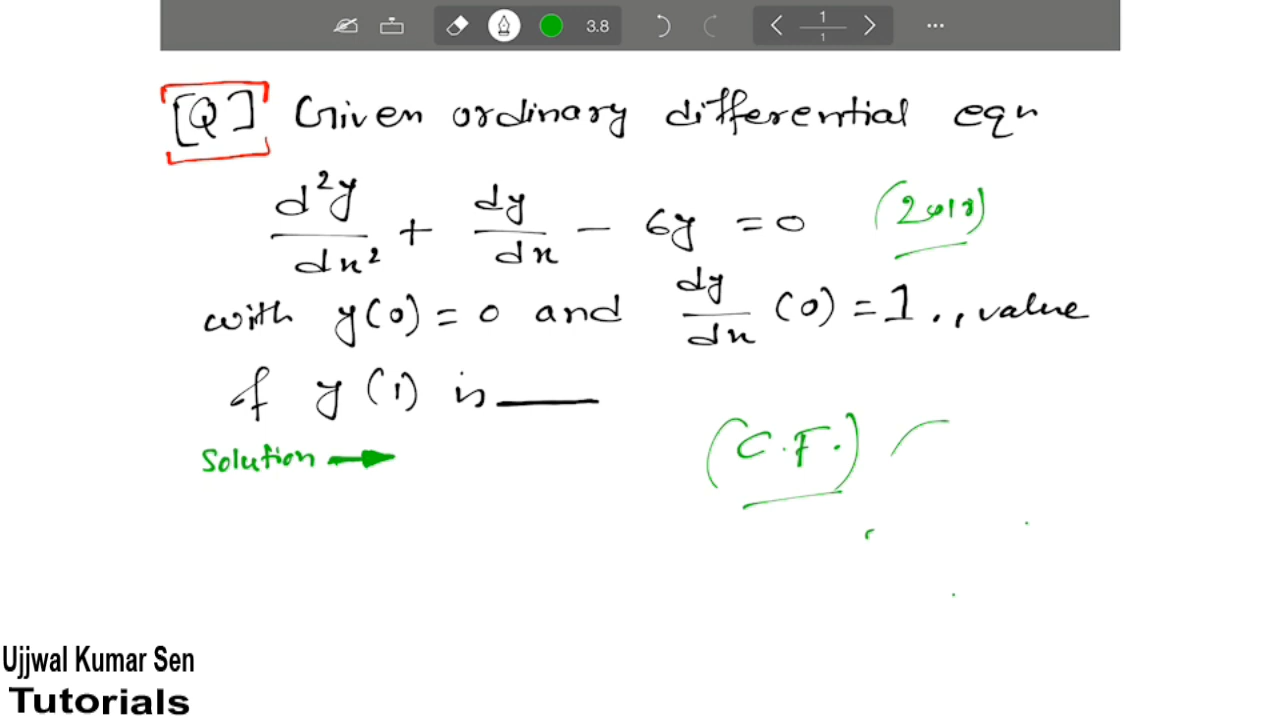 3.8
1
1
[Q] Given ordinary differential eqn
d²y/dx² + dy/dx - 6y = 0
with y(0) = 0 and dy/dx (0) = 1., value
of y(1) is ____
Solution →
(C.F.)
Ujjwal Kumar Sen
Tutorials